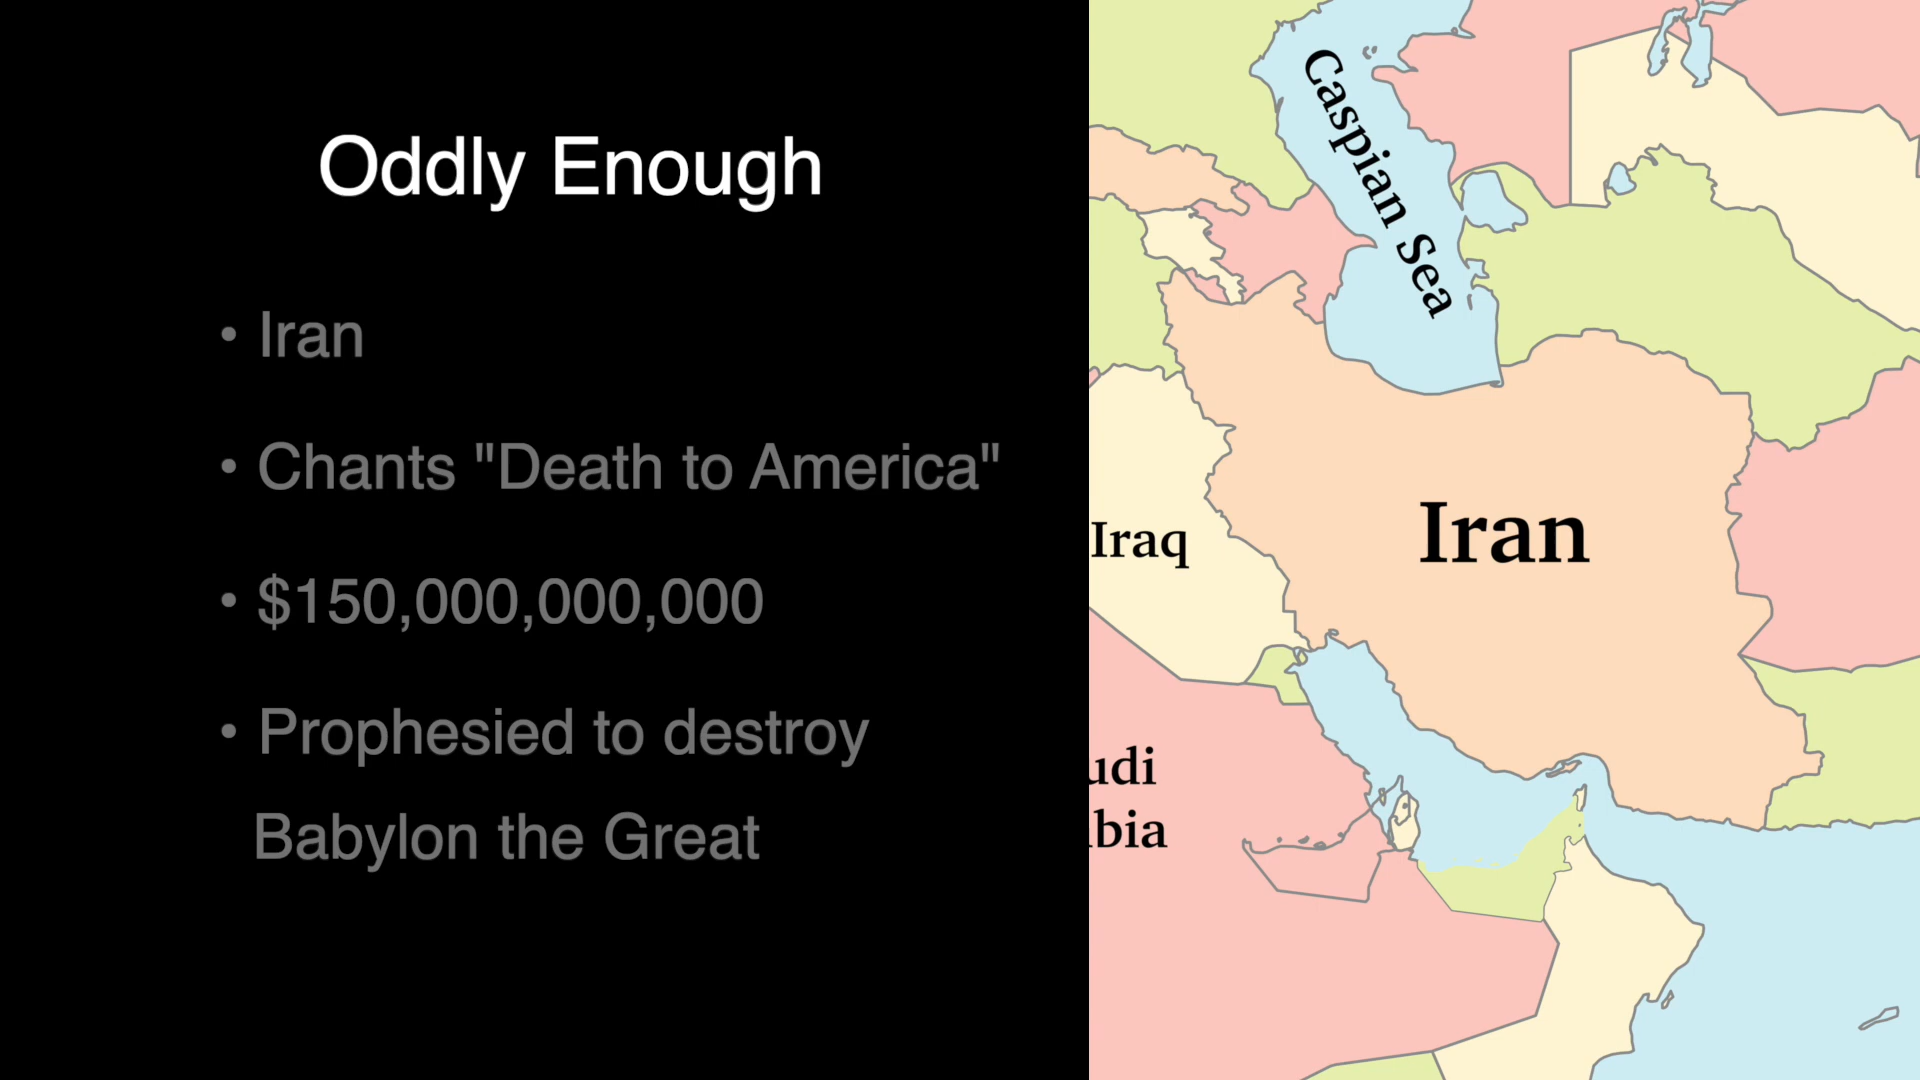 Oddly Enough
• Iran
• Chants "Death to America"
• $150,000,000,000
• Prophesied to destroy
Babylon the Great
Caspian Sea
Iraq
Iran
udi
bia